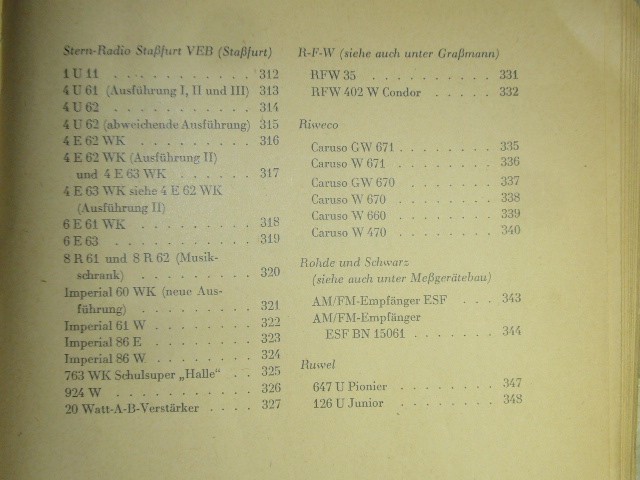 Stern-Radio Staßfurt VEB (Staßfurt)
1 U 11 . . . . . . . . . . 312
4 U 61 (Ausführung I, II und III) 313
4 U 62 . . . . . . . . . . 314
4 U 62 (abweichende Ausführung) 315
4 E 62 WK . . . . . . . . 316
4 E 62 WK (Ausführung II)
und 4 E 63 WK . . . . . . 317
4 E 63 WK siehe 4 E 62 WK
(Ausführung II)
6 E 61 WK . . . . . . . . 318
6 E 63 . . . . . . . . . . 319
8 R 61 und 8 R 62 (Musik-
schrank) . . . . . . . . 320
Imperial 60 WK (neue Aus-
führung) . . . . . . . . 321
Imperial 61 W . . . . . . . 322
Imperial 86 E . . . . . . . 323
Imperial 86 W . . . . . . . 324
763 WK Schulsuper „Halle“ . . 325
924 W . . . . . . . . . . 326
20 Watt-A-B-Verstärker . . . . 327
R-F-W (siehe auch unter Graßmann)
RFW 35 . . . . . . . . 331
RFW 402 W Condor . . . . . 332
Riweco
Caruso GW 671 . . . . . . . 335
Caruso W 671 . . . . . . . 336
Caruso GW 670 . . . . . . . 337
Caruso W 670 . . . . . . . 338
Caruso W 660 . . . . . . . 339
Caruso W 470 . . . . . . . 340
Rohde und Schwarz
(siehe auch unter Meßgerätebau)
AM/FM-Empfänger ESF . . . 343
AM/FM-Empfänger
ESF BN 15061 . . . . . . 344
Ruwel
647 U Pionier . . . . . . . 347
126 U Junior . . . . . . . 348